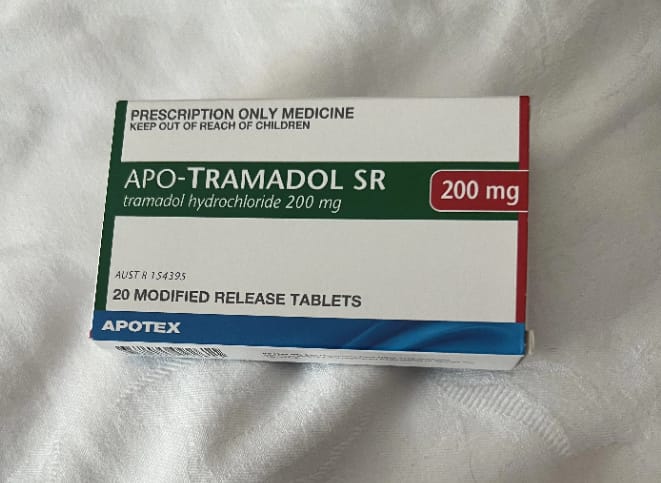 PRESCRIPTION ONLY MEDICINE
KEEP OUT OF REACH OF CHILDREN
APO-TRAMADOL SR
200 mg
tramadol hydrochloride 200 mg
AUST R 154395
20 MODIFIED RELEASE TABLETS
APOTEX